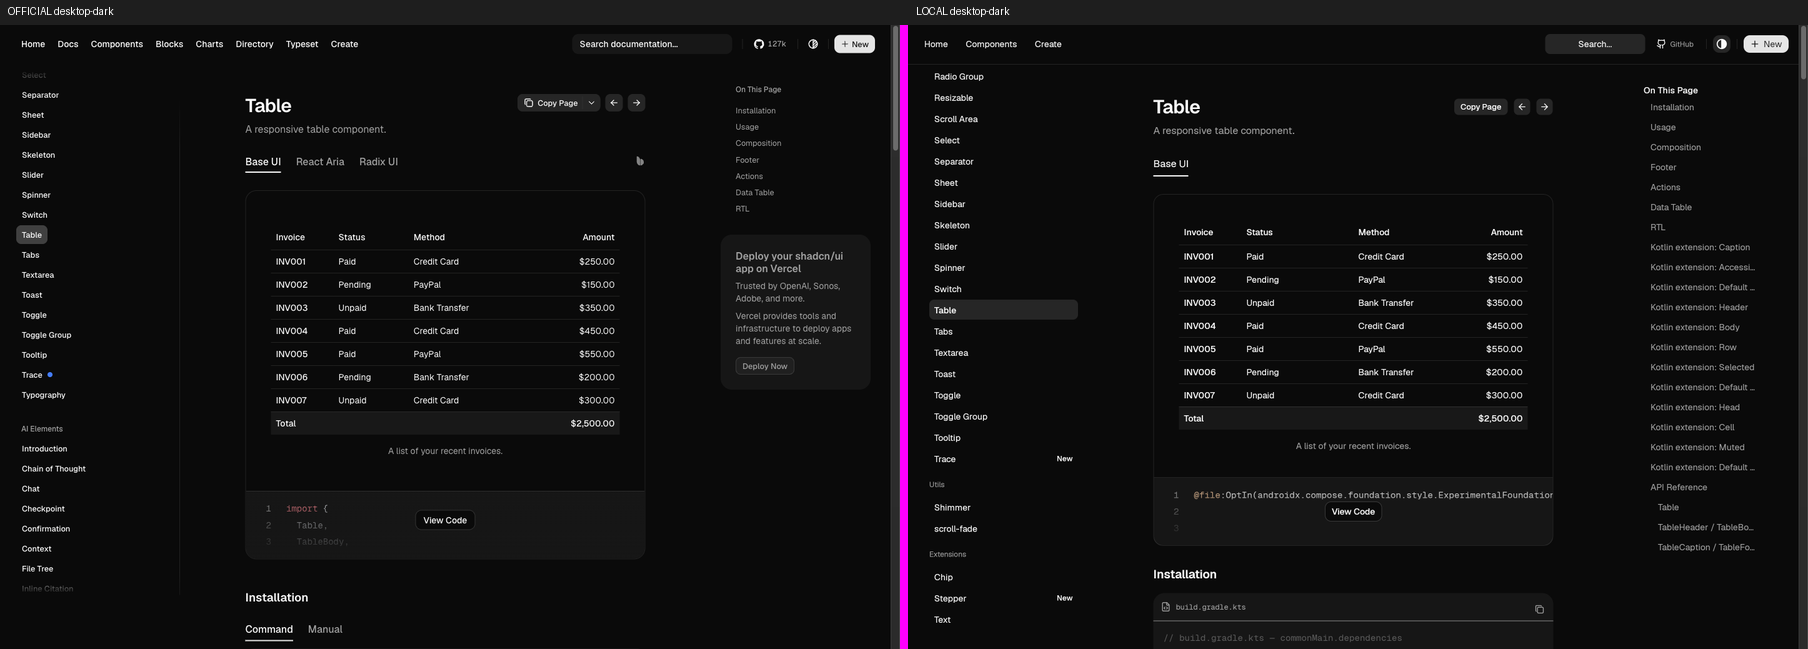 OFFICIAL desktop-dark
Home Docs Components Blocks Charts Directory Typeset Create
Search documentation...
127k
+ New
Select
Separator
Sheet
Sidebar
Skeleton
Slider
Spinner
Switch
Table
Tabs
Textarea
Toast
Toggle
Toggle Group
Tooltip
Trace
Typography
AI Elements
Introduction
Chain of Thought
Chat
Checkpoint
Confirmation
Context
File Tree
Inline Citation
Table
Copy Page
A responsive table component.
Base UI React Aria Radix UI
Invoice Status Method Amount
INV001 Paid Credit Card $250.00
INV002 Pending PayPal $150.00
INV003 Unpaid Bank Transfer $350.00
INV004 Paid Credit Card $450.00
INV005 Paid PayPal $550.00
INV006 Pending Bank Transfer $200.00
INV007 Unpaid Credit Card $300.00
Total $2,500.00
A list of your recent invoices.
1 import {
2 Table,
3 TableBody,
View Code
Installation
Command Manual
On This Page
Installation
Usage
Composition
Footer
Actions
Data Table
RTL
Deploy your shadcn/ui
app on Vercel
Trusted by OpenAI, Sonos,
Adobe, and more.
Vercel provides tools and
infrastructure to deploy apps
and features at scale.
Deploy Now
LOCAL desktop-dark
Home Components Create
Search...
GitHub
+ New
Radio Group
Resizable
Scroll Area
Select
Separator
Sheet
Sidebar
Skeleton
Slider
Spinner
Switch
Table
Tabs
Textarea
Toast
Toggle
Toggle Group
Tooltip
Trace New
Utils
Shimmer
scroll-fade
Extensions
Chip
Stepper New
Text
Table
Copy Page
A responsive table component.
Base UI
Invoice Status Method Amount
INV001 Paid Credit Card $250.00
INV002 Pending PayPal $150.00
INV003 Unpaid Bank Transfer $350.00
INV004 Paid Credit Card $450.00
INV005 Paid PayPal $550.00
INV006 Pending Bank Transfer $200.00
INV007 Unpaid Credit Card $300.00
Total $2,500.00
A list of your recent invoices.
1 @file:OptIn(androidx.compose.foundation.style.ExperimentalFoundation
2
3
View Code
Installation
build.gradle.kts
// build.gradle.kts — commonMain.dependencies
On This Page
Installation
Usage
Composition
Footer
Actions
Data Table
RTL
Kotlin extension: Caption
Kotlin extension: Accessi...
Kotlin extension: Default ...
Kotlin extension: Header
Kotlin extension: Body
Kotlin extension: Row
Kotlin extension: Selected
Kotlin extension: Default ...
Kotlin extension: Head
Kotlin extension: Cell
Kotlin extension: Muted
Kotlin extension: Default ...
API Reference
Table
TableHeader / TableBo...
TableCaption / TableFo...